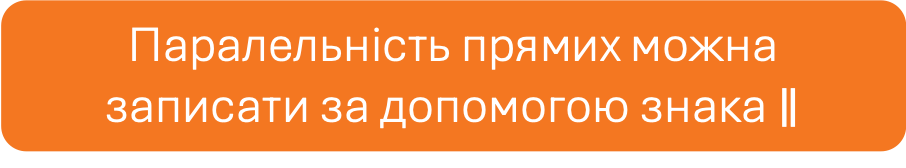 Паралельність прямих можна
записати за допомогою знака ||